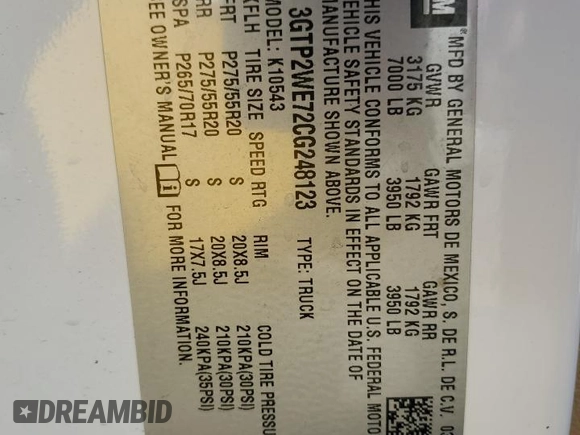 GM
MFD BY GENERAL MOTORS DE MEXICO, S. DE R.L. DE C.V. 03
GVWR GAWR FRT GAWR RR
3175 KG 1792 KG 1792 KG
7000 LB 3950 LB 3950 LB
THIS VEHICLE CONFORMS TO ALL APPLICABLE U.S. FEDERAL MOTO
VEHICLE SAFETY STANDARDS IN EFFECT ON THE DATE OF
MANUFACTURE SHOWN ABOVE.
3GTP2WE72CG248123 TYPE: TRUCK
MODEL: K10543
XFLH TIRE SIZE SPEED RTG RIM COLD TIRE PRESSU
FRT P275/55R20 S 20X8.5J 210KPA(30PSI)
RR P275/55R20 S 20X8.5J 210KPA(30PSI)
SPA P265/70R17 S 17X7.5J 240KPA(35PSI)
SEE OWNER'S MANUAL i FOR MORE INFORMATION.
DREAMBID